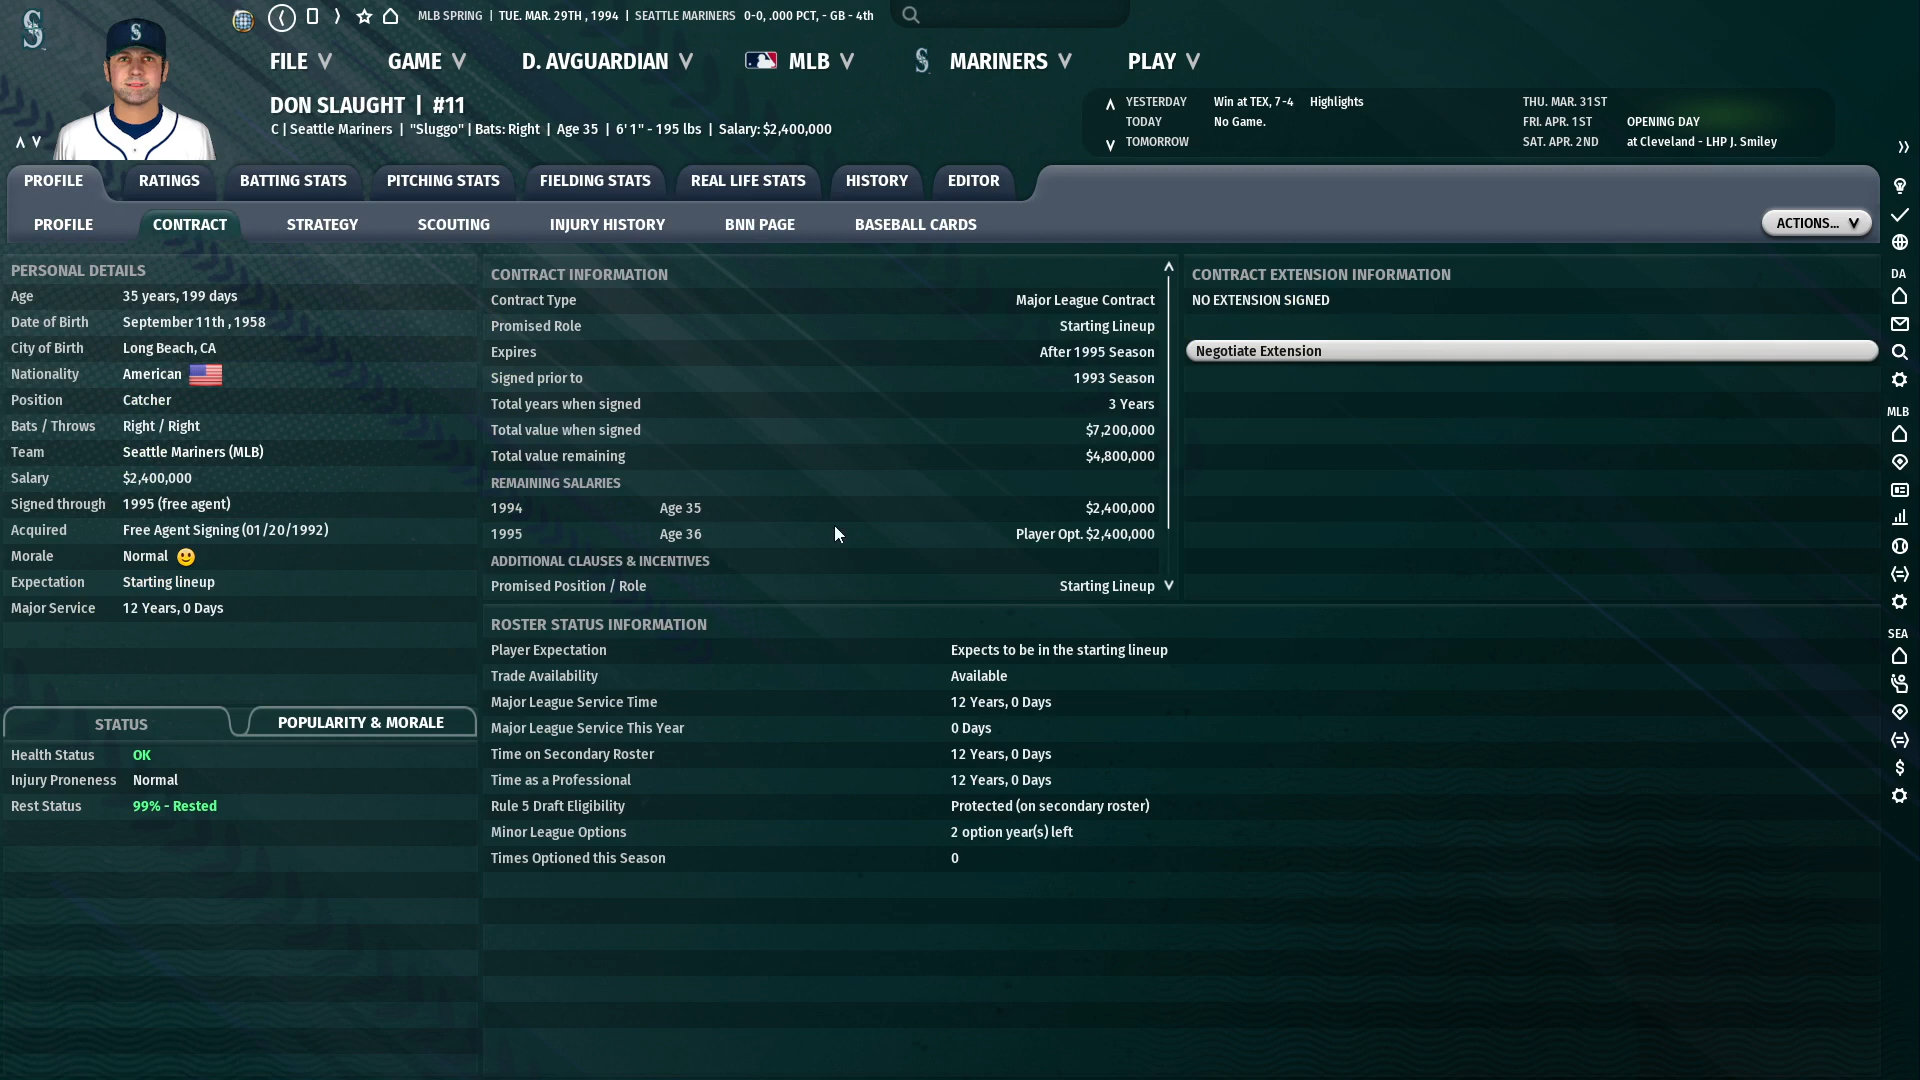 MLB SPRING | TUE. MAR. 29TH , 1994 | SEATTLE MARINERS 0-0, .000 PCT, - GB - 4th
FILE GAME D. AVGUARDIAN MLB MARINERS PLAY
DON SLAUGHT | #11
C | Seattle Mariners | "Sluggo" | Bats: Right | Age 35 | 6' 1" - 195 lbs | Salary: $2,400,000
YESTERDAY Win at TEX, 7-4 Highlights THU. MAR. 31ST
TODAY No Game. FRI. APR. 1ST OPENING DAY
TOMORROW SAT. APR. 2ND at Cleveland - LHP J. Smiley
PROFILE RATINGS BATTING STATS PITCHING STATS FIELDING STATS REAL LIFE STATS HISTORY EDITOR
PROFILE CONTRACT STRATEGY SCOUTING INJURY HISTORY BNN PAGE BASEBALL CARDS ACTIONS...
PERSONAL DETAILS
Age 35 years, 199 days
Date of Birth September 11th , 1958
City of Birth Long Beach, CA
Nationality American
Position Catcher
Bats / Throws Right / Right
Team Seattle Mariners (MLB)
Salary $2,400,000
Signed through 1995 (free agent)
Acquired Free Agent Signing (01/20/1992)
Morale Normal
Expectation Starting lineup
Major Service 12 Years, 0 Days
STATUS POPULARITY & MORALE
Health Status OK
Injury Proneness Normal
Rest Status 99% - Rested
CONTRACT INFORMATION
Contract Type Major League Contract
Promised Role Starting Lineup
Expires After 1995 Season
Signed prior to 1993 Season
Total years when signed 3 Years
Total value when signed $7,200,000
Total value remaining $4,800,000
REMAINING SALARIES
1994 Age 35 $2,400,000
1995 Age 36 Player Opt. $2,400,000
ADDITIONAL CLAUSES & INCENTIVES
Promised Position / Role Starting Lineup
CONTRACT EXTENSION INFORMATION
NO EXTENSION SIGNED
Negotiate Extension
ROSTER STATUS INFORMATION
Player Expectation Expects to be in the starting lineup
Trade Availability Available
Major League Service Time 12 Years, 0 Days
Major League Service This Year 0 Days
Time on Secondary Roster 12 Years, 0 Days
Time as a Professional 12 Years, 0 Days
Rule 5 Draft Eligibility Protected (on secondary roster)
Minor League Options 2 option year(s) left
Times Optioned this Season 0
DA
MLB
SEA